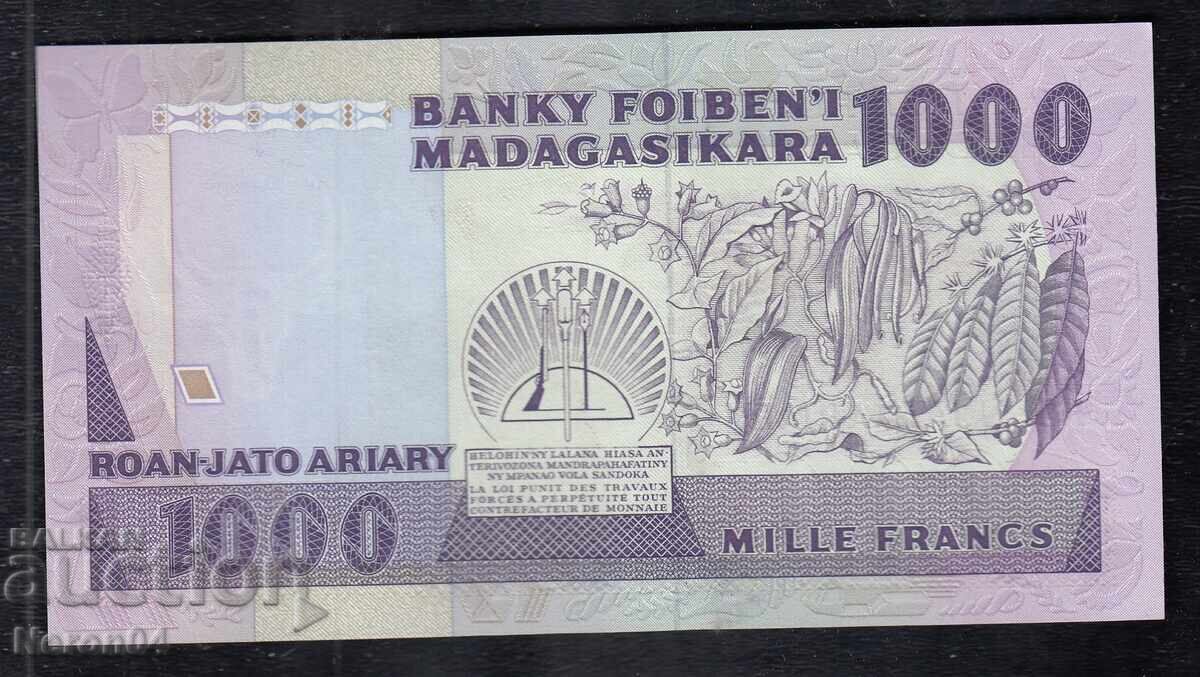 BANKY FOIBEN'I
MADAGASIKARA
1000
ROAN-JATO ARIARY
HELOHIN'NY LALANA HIASA AN-
TERIVOZONA MANDRAPAHAFATINY
NY MPANAO VOLA SANDOKA
LA LOI PUNIT DES TRAVAUX
FORCÉS A PERPÉTUITÉ TOUT
CONTREFACTEUR DE MONNAIE
1000
MILLE FRANCS
BALKAN
auction
Neron04